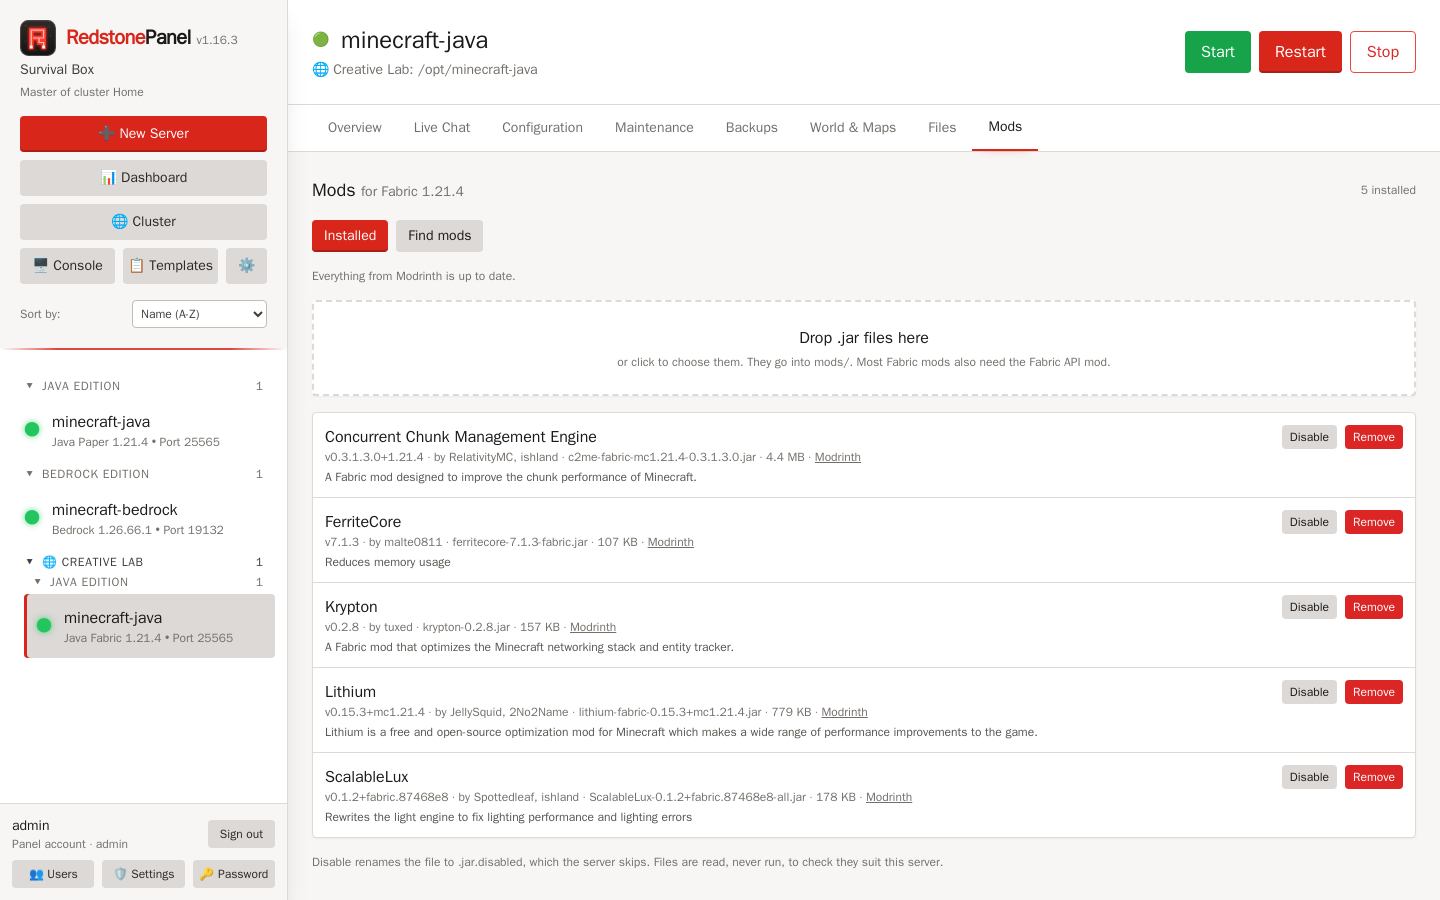 RedstonePanel v1.16.3
Survival Box
Master of cluster Home
➕ New Server
📊 Dashboard
🌐 Cluster
🖥️ Console
📋 Templates
⚙️
Sort by:
Name (A-Z)
▼ JAVA EDITION 1
minecraft-java
Java Paper 1.21.4 • Port 25565
▼ BEDROCK EDITION 1
minecraft-bedrock
Bedrock 1.26.66.1 • Port 19132
▼ 🌐 CREATIVE LAB 1
▼ JAVA EDITION 1
minecraft-java
Java Fabric 1.21.4 • Port 25565
admin
Panel account · admin
Sign out
👥 Users
🛡️ Settings
🔑 Password
minecraft-java
🌐 Creative Lab: /opt/minecraft-java
Start
Restart
Stop
Overview
Live Chat
Configuration
Maintenance
Backups
World & Maps
Files
Mods
Mods for Fabric 1.21.4
5 installed
Installed
Find mods
Everything from Modrinth is up to date.
Drop .jar files here
or click to choose them. They go into mods/. Most Fabric mods also need the Fabric API mod.
Concurrent Chunk Management Engine
v0.3.1.3.0+1.21.4 · by RelativityMC, ishland · c2me-fabric-mc1.21.4-0.3.1.3.0.jar · 4.4 MB · Modrinth
A Fabric mod designed to improve the chunk performance of Minecraft.
Disable
Remove
FerriteCore
v7.1.3 · by malte0811 · ferritecore-7.1.3-fabric.jar · 107 KB · Modrinth
Reduces memory usage
Disable
Remove
Krypton
v0.2.8 · by tuxed · krypton-0.2.8.jar · 157 KB · Modrinth
A Fabric mod that optimizes the Minecraft networking stack and entity tracker.
Disable
Remove
Lithium
v0.15.3+mc1.21.4 · by JellySquid, 2No2Name · lithium-fabric-0.15.3+mc1.21.4.jar · 779 KB · Modrinth
Lithium is a free and open-source optimization mod for Minecraft which makes a wide range of performance improvements to the game.
Disable
Remove
ScalableLux
v0.1.2+fabric.87468e8 · by Spottedleaf, ishland · ScalableLux-0.1.2+fabric.87468e8-all.jar · 178 KB · Modrinth
Rewrites the light engine to fix lighting performance and lighting errors
Disable
Remove
Disable renames the file to .jar.disabled, which the server skips. Files are read, never run, to check they suit this server.